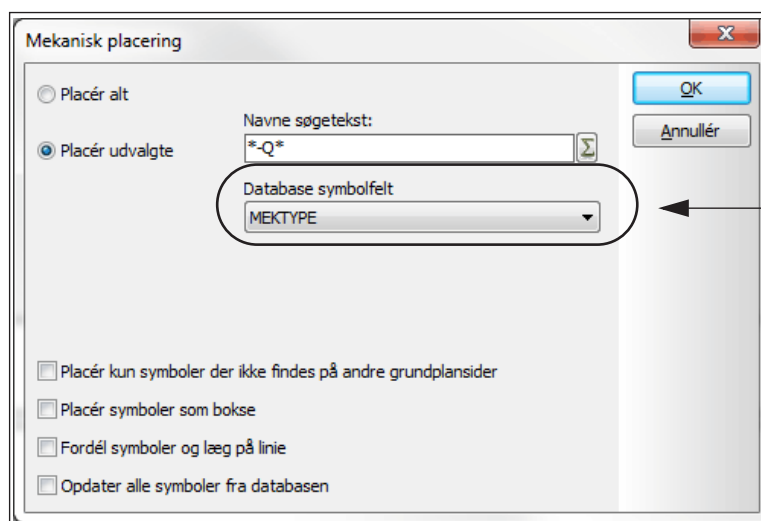 Mekanisk placering
Placér alt
Placér udvalgte
Navne søgetekst:
*-Q*
Σ
Database symbolfelt
MEKTYPE
OK
Annullér
Placér kun symboler der ikke findes på andre grundplansider
Placér symboler som bokse
Fordél symboler og læg på linie
Opdater alle symboler fra databasen